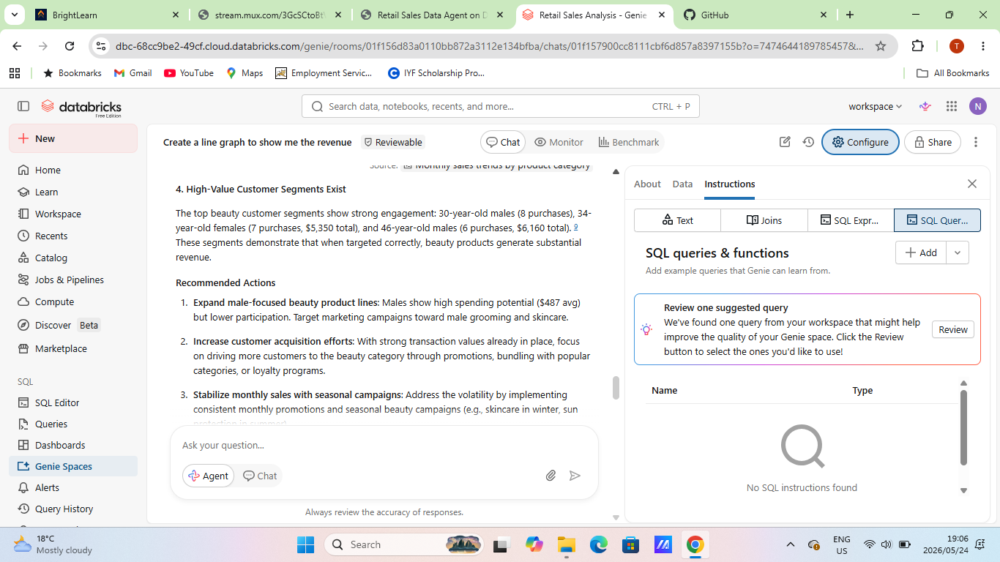 BrightLearn
stream.mux.com/3GcSCtoBt
Retail Sales Data Agent on D
Retail Sales Analysis - Genie
GitHub
dbc-68cc9be2-49cf.cloud.databricks.com/genie/rooms/01f156d83a0110bb872a3112e134bfba/chats/01f157900cc8111cbf6d857a8397155b?o=7474644189785457&...
T
Bookmarks
Gmail
YouTube
Maps
Employment Servic...
IYF Scholarship Pro...
All Bookmarks
databricks
Free Edition
Search data, notebooks, recents, and more...
CTRL + P
workspace
N
New
Home
Learn
Workspace
Recents
Catalog
Jobs & Pipelines
Compute
Discover Beta
Marketplace
SQL
SQL Editor
Queries
Dashboards
Genie Spaces
Alerts
Query History
Create a line graph to show me the revenue
Reviewable
Chat
Monitor
Benchmark
Configure
Share
Source: Monthly sales trends by product category
4. High-Value Customer Segments Exist
The top beauty customer segments show strong engagement: 30-year-old males (8 purchases), 34-
year-old females (7 purchases, $5,350 total), and 46-year-old males (6 purchases, $6,160 total). 9
These segments demonstrate that when targeted correctly, beauty products generate substantial
revenue.
Recommended Actions
1. Expand male-focused beauty product lines: Males show high spending potential ($487 avg)
but lower participation. Target marketing campaigns toward male grooming and skincare.
2. Increase customer acquisition efforts: With strong transaction values already in place, focus
on driving more customers to the beauty category through promotions, bundling with popular
categories, or loyalty programs.
3. Stabilize monthly sales with seasonal campaigns: Address the volatility by implementing
consistent monthly promotions and seasonal beauty campaigns (e.g., skincare in winter, sun
protection in summer)
Ask your question...
Agent
Chat
Always review the accuracy of responses.
About
Data
Instructions
Text
Joins
SQL Expr...
SQL Quer...
SQL queries & functions
Add
Add example queries that Genie can learn from.
Review one suggested query
We've found one query from your workspace that might help
improve the quality of your Genie space. Click the Review
button to select the ones you'd like to use!
Review
Name
Type
No SQL instructions found
18°C
Mostly cloudy
Search
ENG
US
19:06
2026/05/24